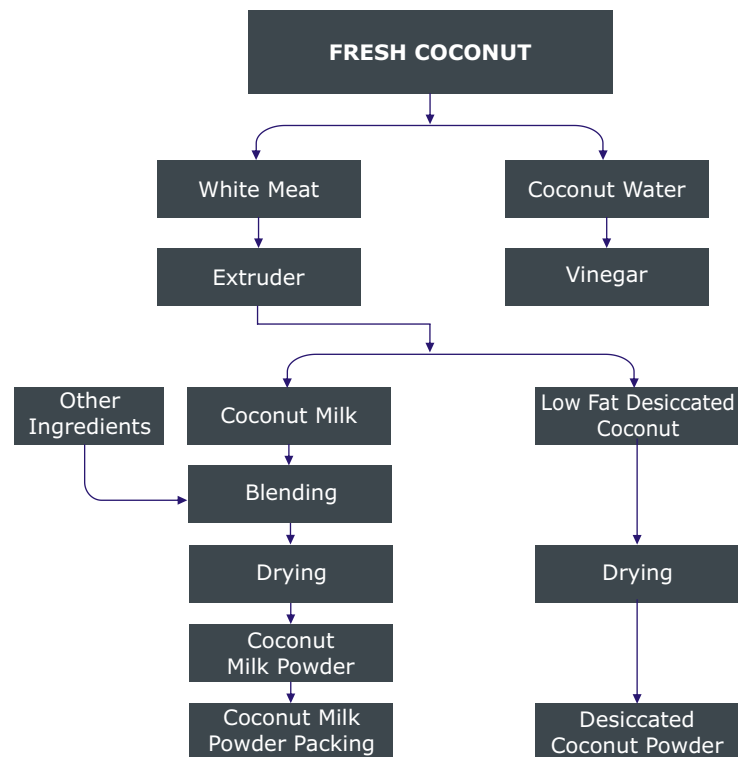 FRESH COCONUT
White Meat
Coconut Water
Extruder
Vinegar
Other
Ingredients
Coconut Milk
Low Fat Desiccated
Coconut
Blending
Drying
Drying
Coconut
Milk Powder
Coconut Milk
Powder Packing
Desiccated
Coconut Powder